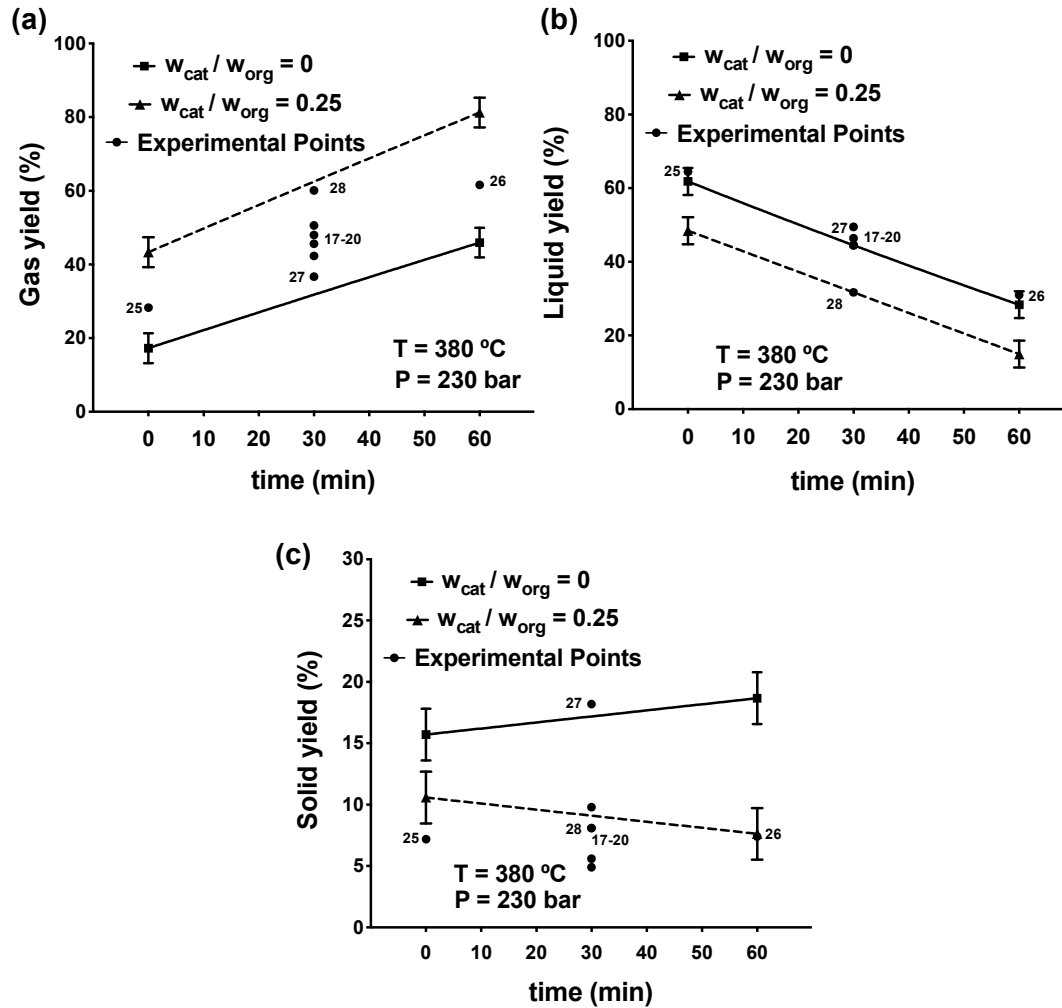 (a)
100
80
60
40
20
0
Gas yield (%)
w_cat / w_org = 0
w_cat / w_org = 0.25
Experimental Points
28
26
17-20
27
25
T = 380 ºC
P = 230 bar
0 10 20 30 40 50 60
time (min)
(b)
100
80
60
40
20
0
Liquid yield (%)
w_cat / w_org = 0
w_cat / w_org = 0.25
Experimental Points
25
27
17-20
28
26
T = 380 ºC
P = 230 bar
0 10 20 30 40 50 60
time (min)
(c)
30
25
20
15
10
5
0
Solid yield (%)
w_cat / w_org = 0
w_cat / w_org = 0.25
Experimental Points
27
28
17-20
25
26
T = 380 ºC
P = 230 bar
0 10 20 30 40 50 60
time (min)